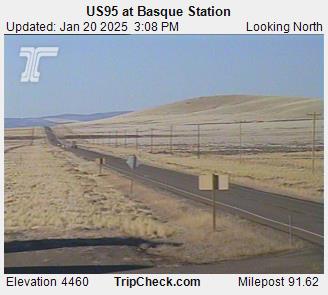 US95 at Basque Station
Updated: Jan 20 2025 3:08 PM Looking North
Elevation 4460 TripCheck.com Milepost 91.62